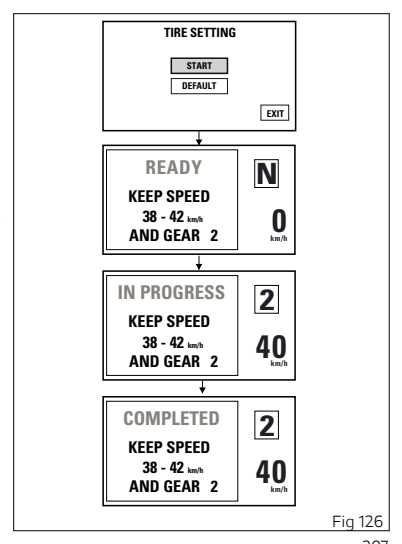 TIRE SETTING
START
DEFAULT
EXIT
READY
KEEP SPEED
38 - 42 km/h
AND GEAR 2
N
0
km/h
IN PROGRESS
KEEP SPEED
38 - 42 km/h
AND GEAR 2
2
40
km/h
COMPLETED
KEEP SPEED
38 - 42 km/h
AND GEAR 2
2
40
km/h
Fig 126